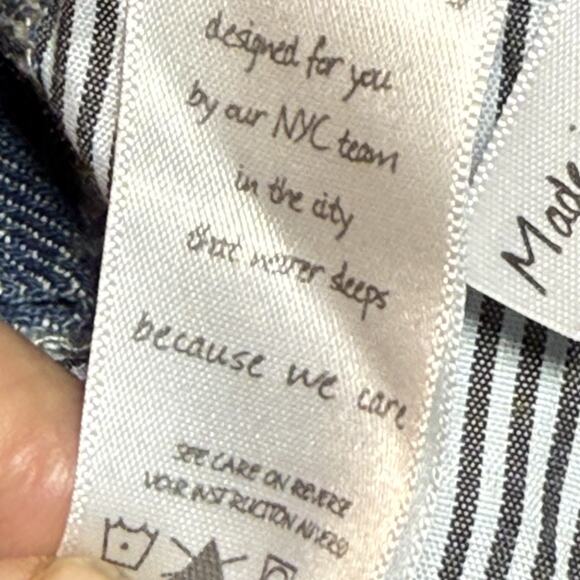 designed for you
by our NYC team
in the city
that never sleeps
because we care
SEE CARE ON REVERSE
VOIR INSTRUCTION AU VERSO
Made